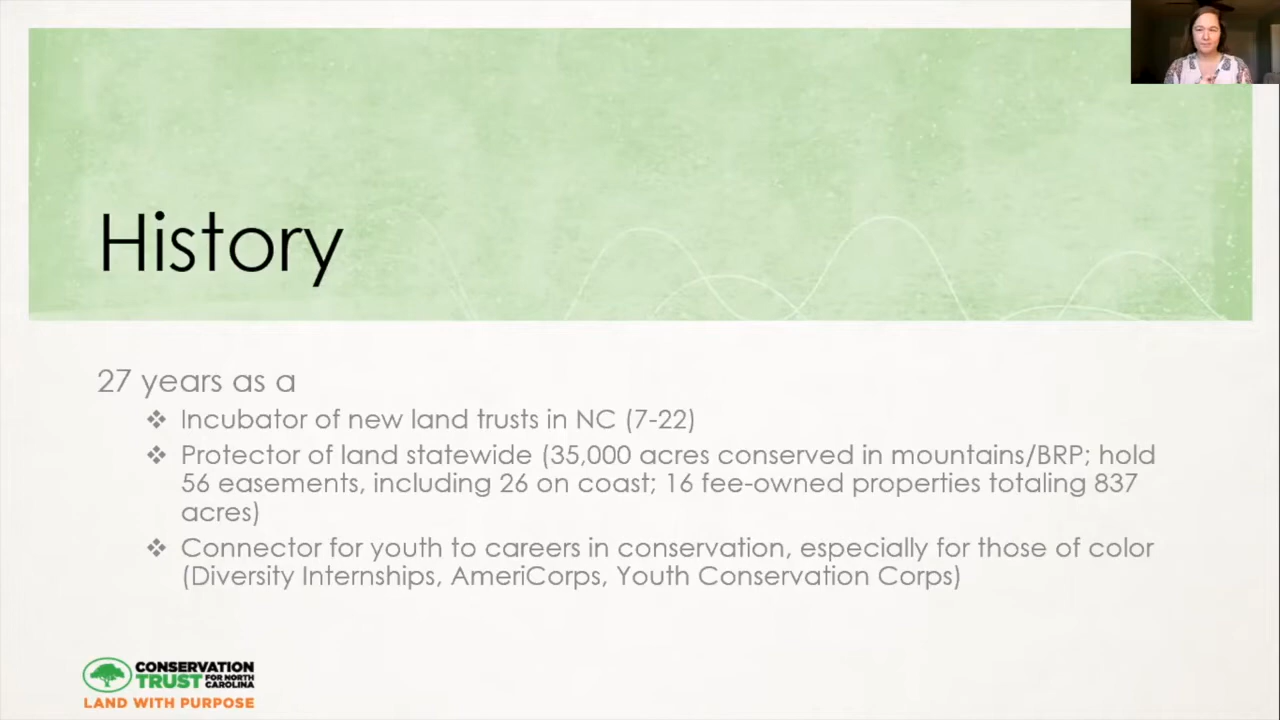 History
27 years as a
❖ Incubator of new land trusts in NC (7-22)
❖ Protector of land statewide (35,000 acres conserved in mountains/BRP; hold
56 easements, including 26 on coast; 16 fee-owned properties totaling 837
acres)
❖ Connector for youth to careers in conservation, especially for those of color
(Diversity Internships, AmeriCorps, Youth Conservation Corps)
CONSERVATION
TRUST FOR NORTH CAROLINA
LAND WITH PURPOSE